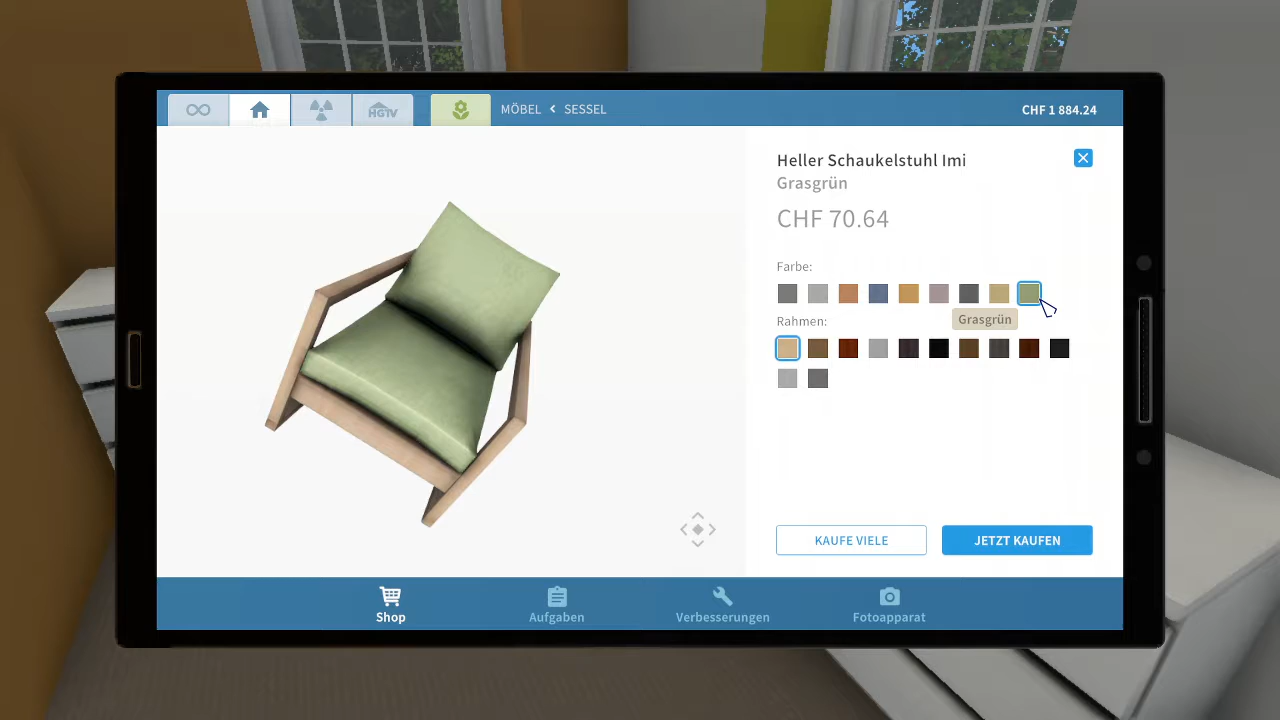 HGTV
MÖBEL < SESSEL
CHF 1 884.24
Heller Schaukelstuhl Imi
Grasgrün
CHF 70.64
Farbe:
Grasgrün
Rahmen:
KAUFE VIELE
JETZT KAUFEN
Shop
Aufgaben
Verbesserungen
Fotoapparat